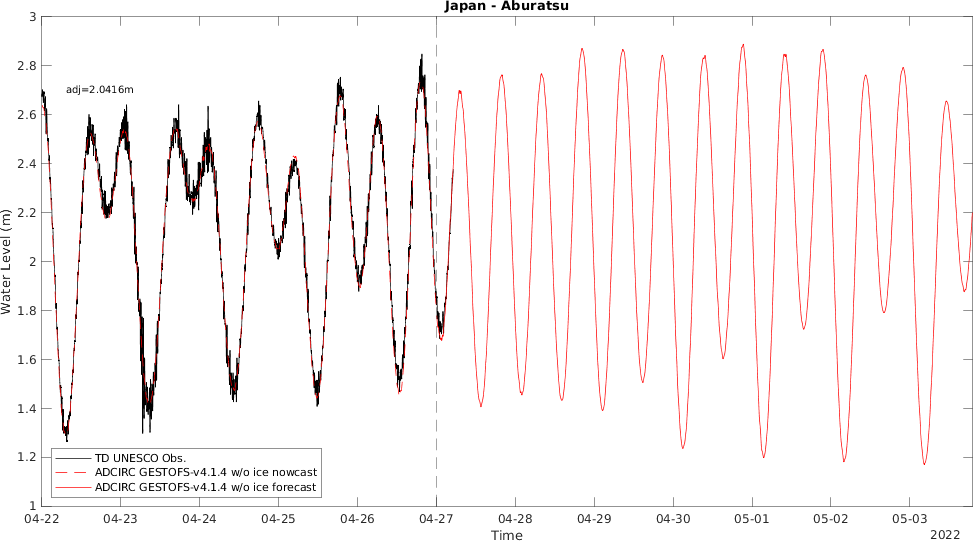 Japan - Aburatsu
adj=2.0416m
Water Level (m)
3
2.8
2.6
2.4
2.2
2
1.8
1.6
1.4
1.2
1
TD UNESCO Obs.
ADCIRC GESTOFS-v4.1.4 w/o ice nowcast
ADCIRC GESTOFS-v4.1.4 w/o ice forecast
04-22 04-23 04-24 04-25 04-26 04-27 04-28 04-29 04-30 05-01 05-02 05-03
Time
2022